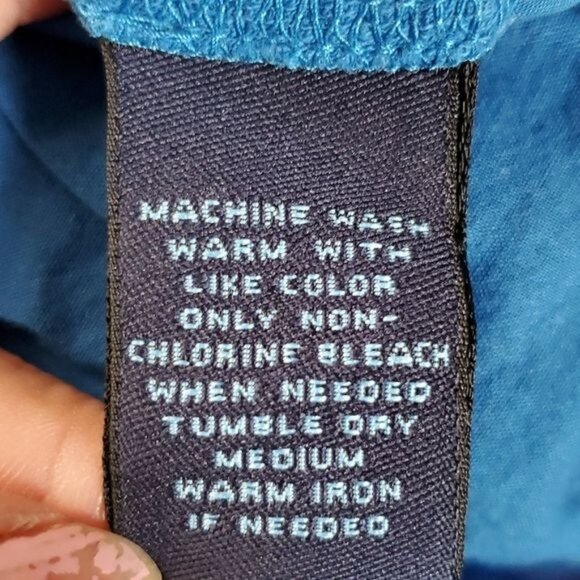 MACHINE WASH
WARM WITH
LIKE COLOR
ONLY NON-
CHLORINE BLEACH
WHEN NEEDED
TUMBLE DRY
MEDIUM
WARM IRON
IF NEEDED